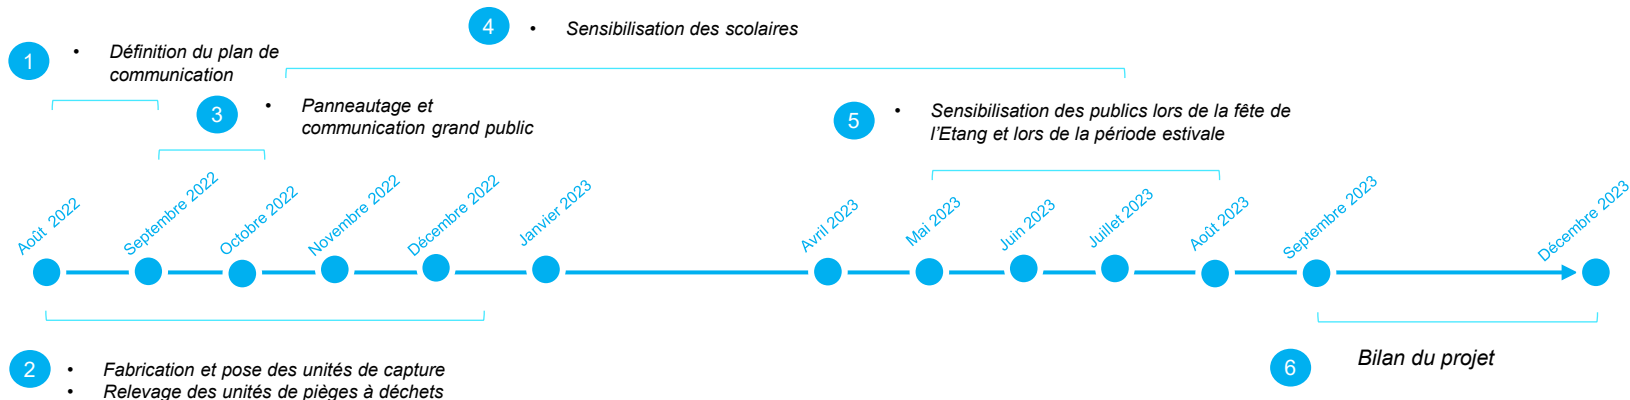 4
• Sensibilisation des scolaires
1
• Définition du plan de
communication
3
• Panneautage et
communication grand public
5
• Sensibilisation des publics lors de la fête de
l'Etang et lors de la période estivale
Août 2022
Septembre 2022
Octobre 2022
Novembre 2022
Décembre 2022
Janvier 2023
Avril 2023
Mai 2023
Juin 2023
Juillet 2023
Août 2023
Septembre 2023
Décembre 2023
2
• Fabrication et pose des unités de capture
• Relevage des unités de pièges à déchets
6
Bilan du projet